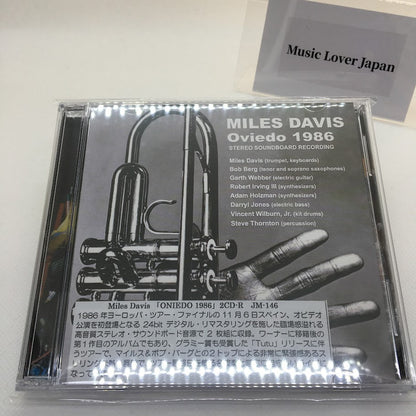 Music Lover Japan
MILES DAVIS
Oviedo 1986
STEREO SOUNDBOARD RECORDING
Miles Davis (trumpet, keyboards)
Bob Berg (tenor and soprano saxophones)
Garth Webber (electric guitar)
Robert Irving III (synthesizers)
Adam Holzman (synthesizers)
Darryl Jones (electric bass)
Vincent Wilburn, Jr. (kit drums)
Steve Thornton (percussion)
Miles Davis 「ONIEDO 1986」 2CD-R JM-146
1986年ヨーロッパ・ツアー・ファイナルの11月6日スペイン、オビデオ
公演を初登場となる24bit デジタル・リマスタリングを施した臨場感溢れる
高音質ステレオ・サウンドボード音源で2枚組に収録。ワーナーに移籍後の
第1作目のアルバムでもあり、グラミー賞も受賞した「Tutu」リリースに伴
うツアーで、マイルス&ボブ・バーグとの2トップによる非常に緊張感あるス